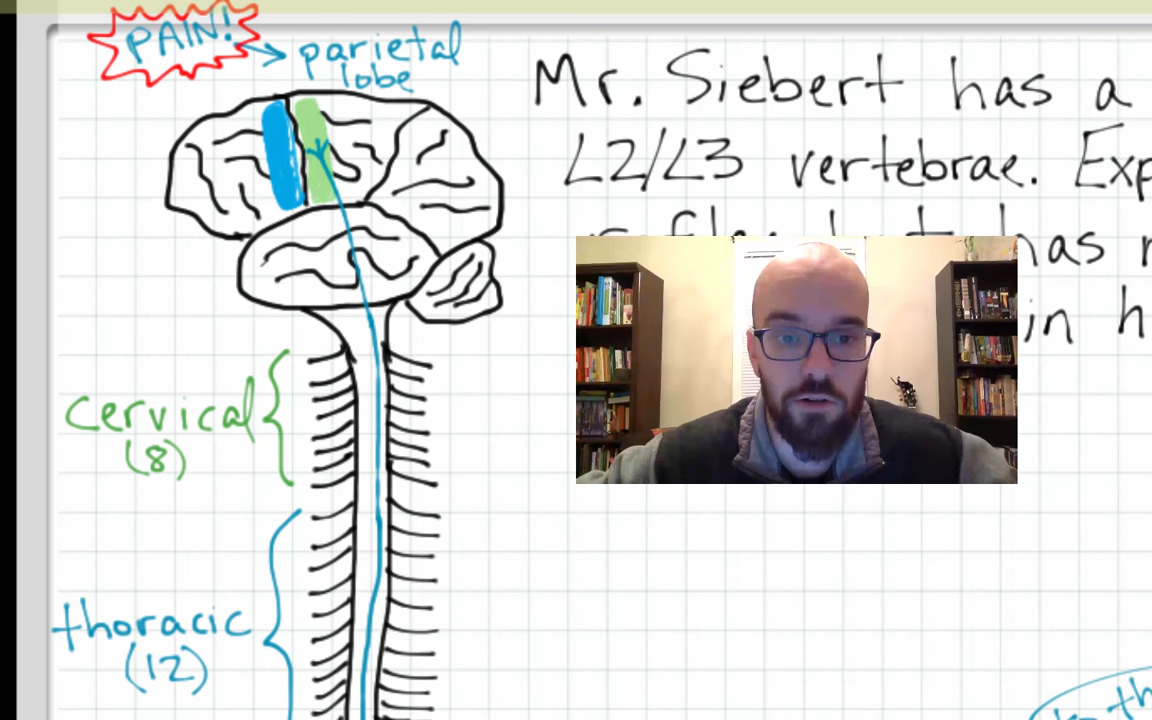 PAIN!
parietal
lobe
Mr. Siebert has a
L2/L3 vertebrae. Exp
has
in h
cervical
(8)
thoracic
(12)